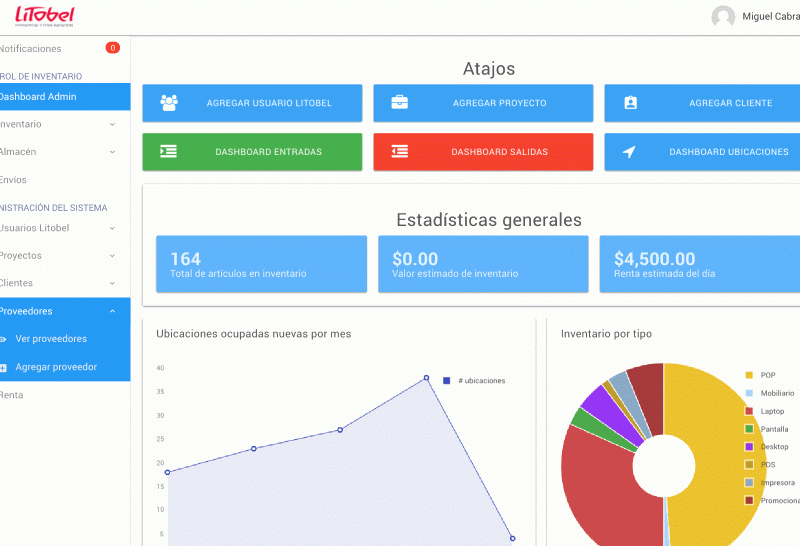 LiTobel
Miguel Cabra
Notificaciones
0
ROL DE INVENTARIO
Dashboard Admin
Inventario
Almacén
Envíos
NISTRACIÓN DEL SISTEMA
Usuarios Litobel
Proyectos
Clientes
Proveedores
Ver proveedores
Agregar proveedor
Renta
Atajos
AGREGAR USUARIO LITOBEL
AGREGAR PROYECTO
AGREGAR CLIENTE
DASHBOARD ENTRADAS
DASHBOARD SALIDAS
DASHBOARD UBICACIONES
Estadísticas generales
164
Total de artículos en inventario
$0.00
Valor estimado de inventario
$4,500.00
Renta estimada del día
Ubicaciones ocupadas nuevas por mes
40
35
30
25
20
15
10
5
# ubicaciones
Inventario por tipo
POP
Mobiliario
Laptop
Pantalla
Desktop
POS
Impresora
Promociona